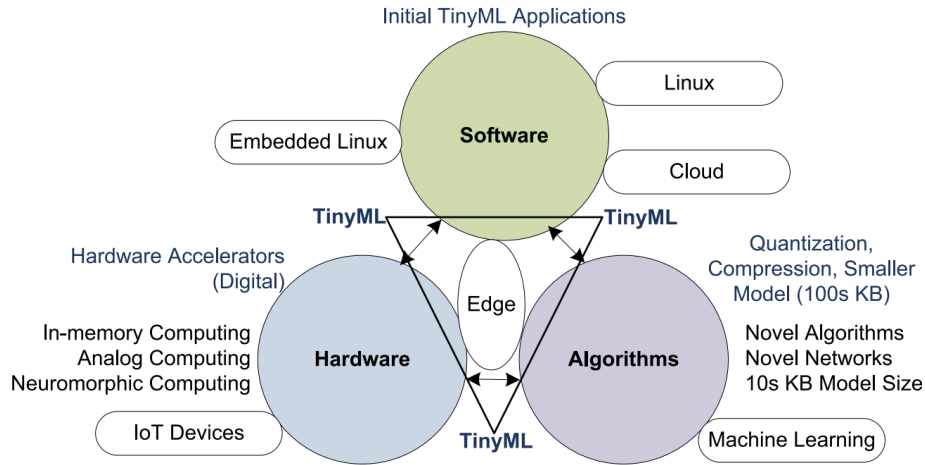 Initial TinyML Applications
Linux
Software
Embedded Linux
Cloud
TinyML
TinyML
Hardware Accelerators
(Digital)
Quantization,
Compression, Smaller
Model (100s KB)
Edge
In-memory Computing
Analog Computing
Neuromorphic Computing
Hardware
Algorithms
Novel Algorithms
Novel Networks
10s KB Model Size
IoT Devices
TinyML
Machine Learning